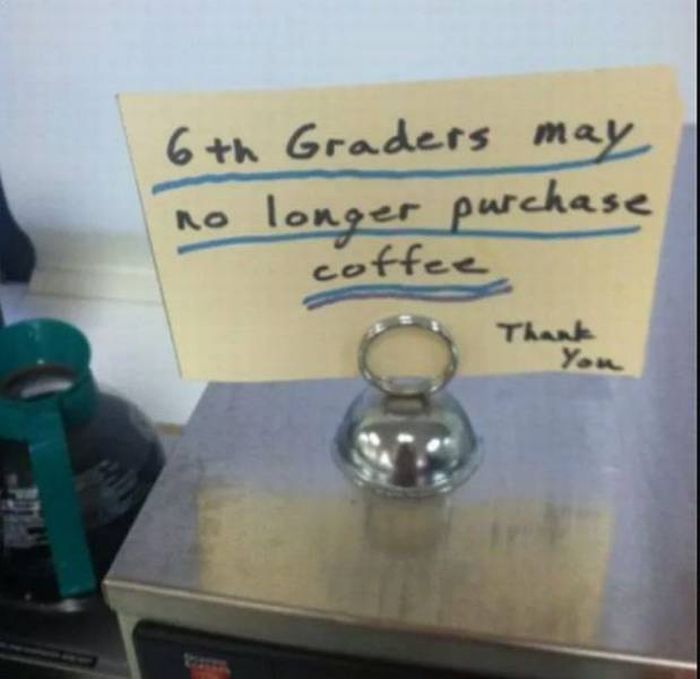 6th Graders may
no longer purchase
coffee
Thank
You